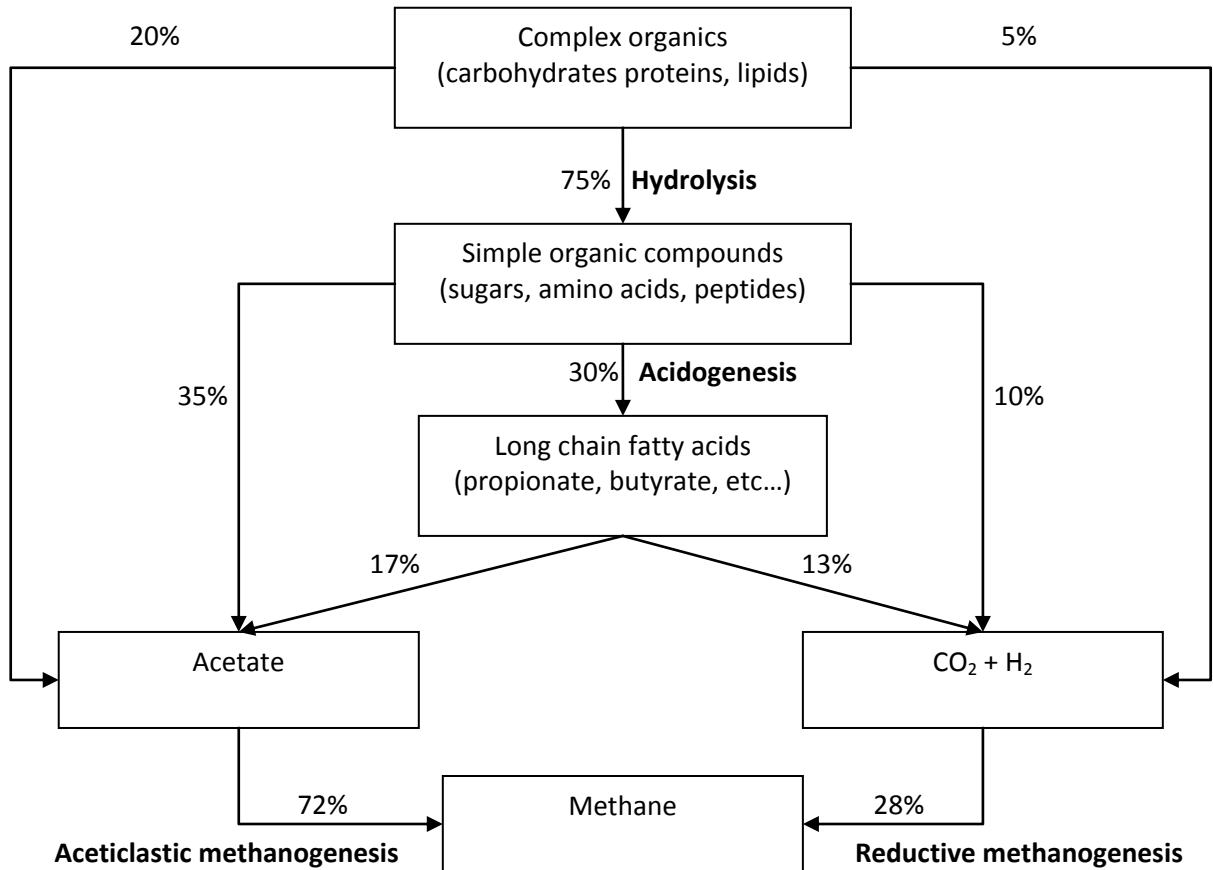 20%
Complex organics
(carbohydrates proteins, lipids)
5%
75% Hydrolysis
Simple organic compounds
(sugars, amino acids, peptides)
35%
30% Acidogenesis
10%
Long chain fatty acids
(propionate, butyrate, etc…)
17%
13%
Acetate
CO₂ + H₂
72%
Methane
28%
Aceticlastic methanogenesis
Reductive methanogenesis